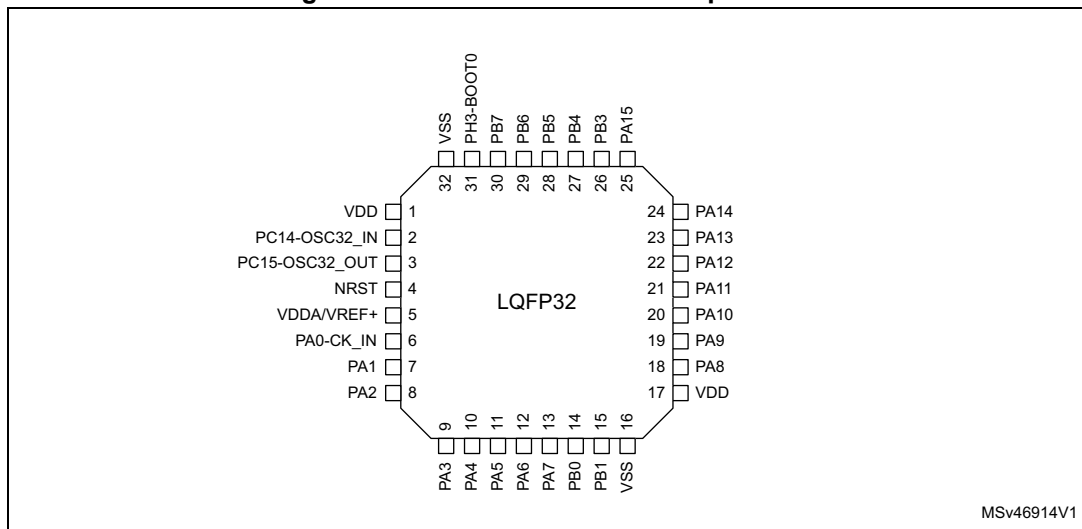 VSS
PH3-BOOT0
PB7
PB6
PB5
PB4
PB3
PA15
32
31
30
29
28
27
26
25
VDD 1
PC14-OSC32_IN 2
PC15-OSC32_OUT 3
NRST 4
VDDA/VREF+ 5
PA0-CK_IN 6
PA1 7
PA2 8
LQFP32
24 PA14
23 PA13
22 PA12
21 PA11
20 PA10
19 PA9
18 PA8
17 VDD
9
10
11
12
13
14
15
16
PA3
PA4
PA5
PA6
PA7
PB0
PB1
VSS
MSv46914V1